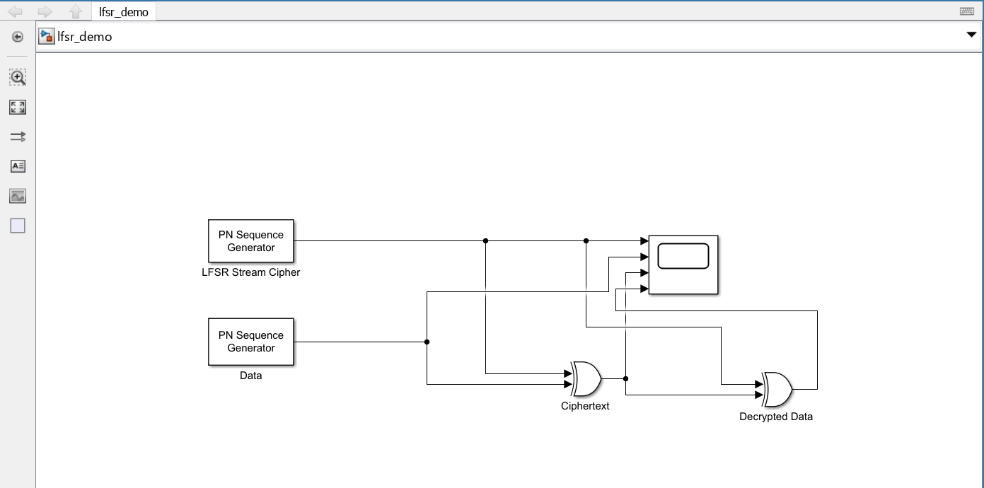 lfsr_demo
lfsr_demo
PN Sequence
Generator
LFSR Stream Cipher
PN Sequence
Generator
Data
Ciphertext
Decrypted Data